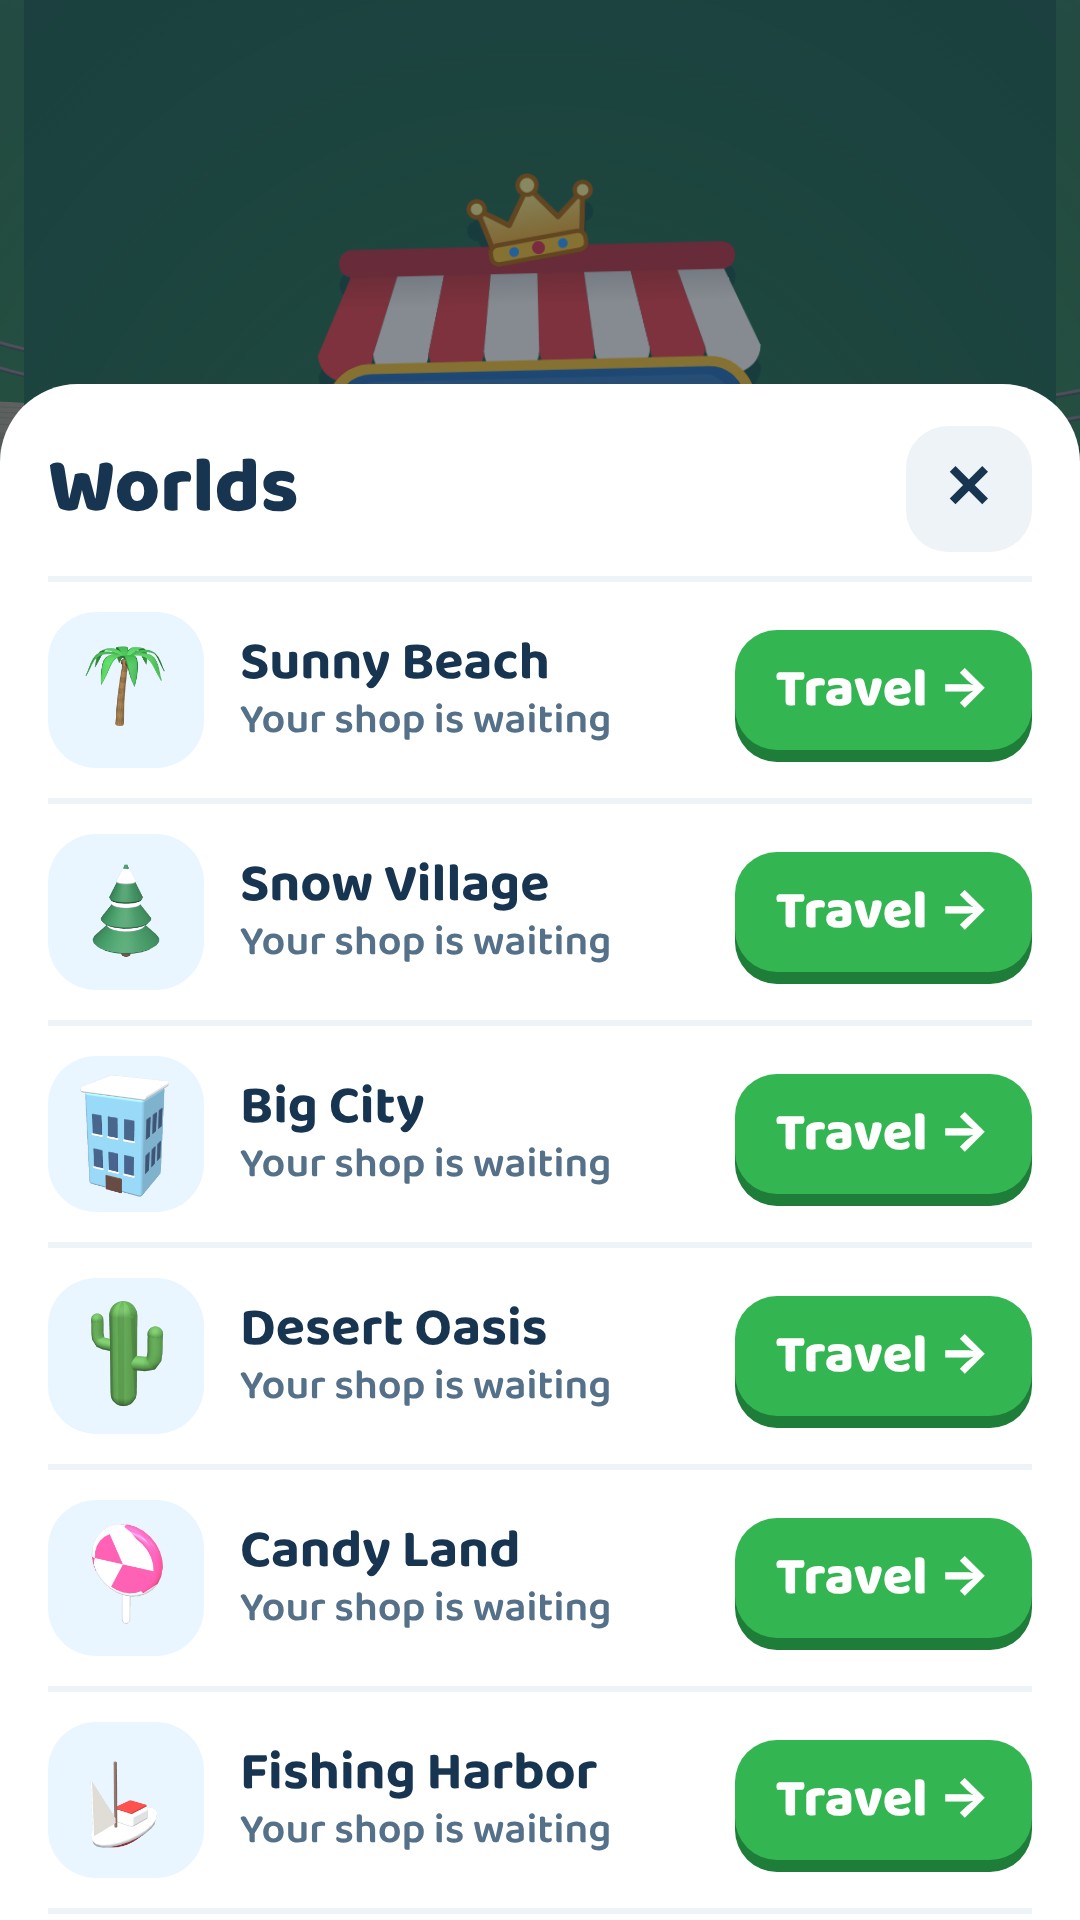 Worlds
Sunny Beach
Your shop is waiting
Travel →
Snow Village
Your shop is waiting
Travel →
Big City
Your shop is waiting
Travel →
Desert Oasis
Your shop is waiting
Travel →
Candy Land
Your shop is waiting
Travel →
Fishing Harbor
Your shop is waiting
Travel →